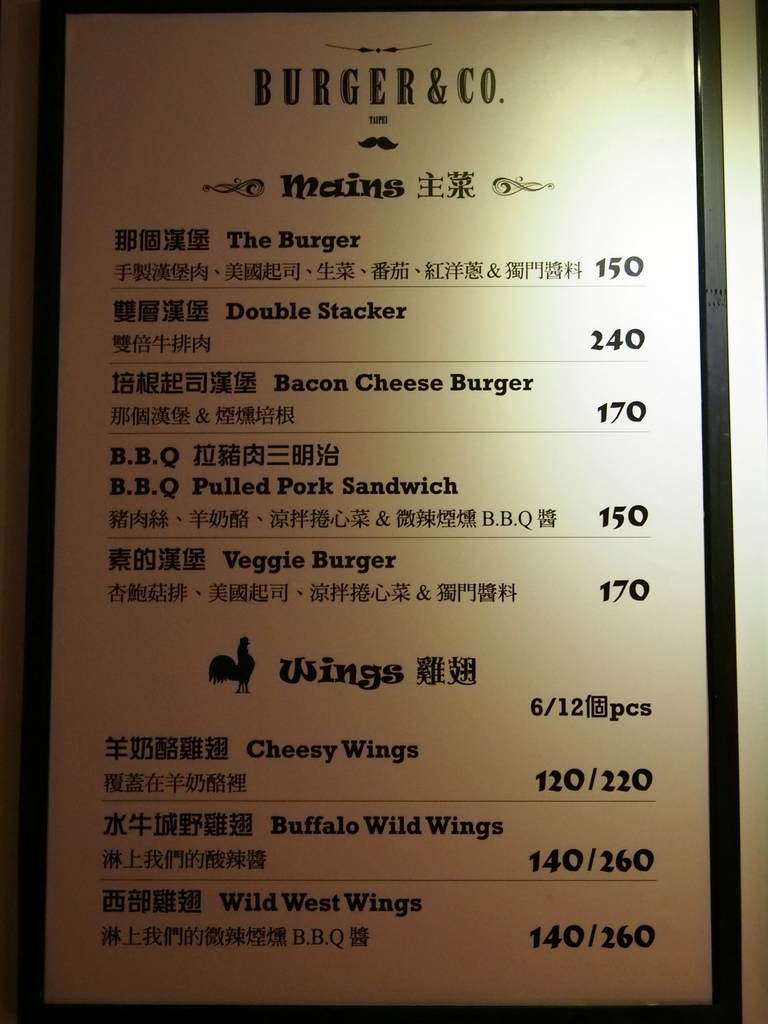 BURGER & CO.
TAIPEI
Mains 主菜
那個漢堡 The Burger
手製漢堡肉、美國起司、生菜、番茄、紅洋蔥 & 獨門醬料 150
雙層漢堡 Double Stacker
雙倍牛排肉 240
培根起司漢堡 Bacon Cheese Burger
那個漢堡 & 煙燻培根 170
B.B.Q 拉豬肉三明治
B.B.Q Pulled Pork Sandwich
豬肉絲、羊奶酪、涼拌捲心菜 & 微辣煙燻 B.B.Q 醬 150
素的漢堡 Veggie Burger
杏鮑菇排、美國起司、涼拌捲心菜 & 獨門醬料 170
Wings 雞翅
6/12個pcs
羊奶酪雞翅 Cheesy Wings
覆蓋在羊奶酪裡 120/220
水牛城野雞翅 Buffalo Wild Wings
淋上我們的酸辣醬 140/260
西部雞翅 Wild West Wings
淋上我們的微辣煙燻 B.B.Q 醬 140/260